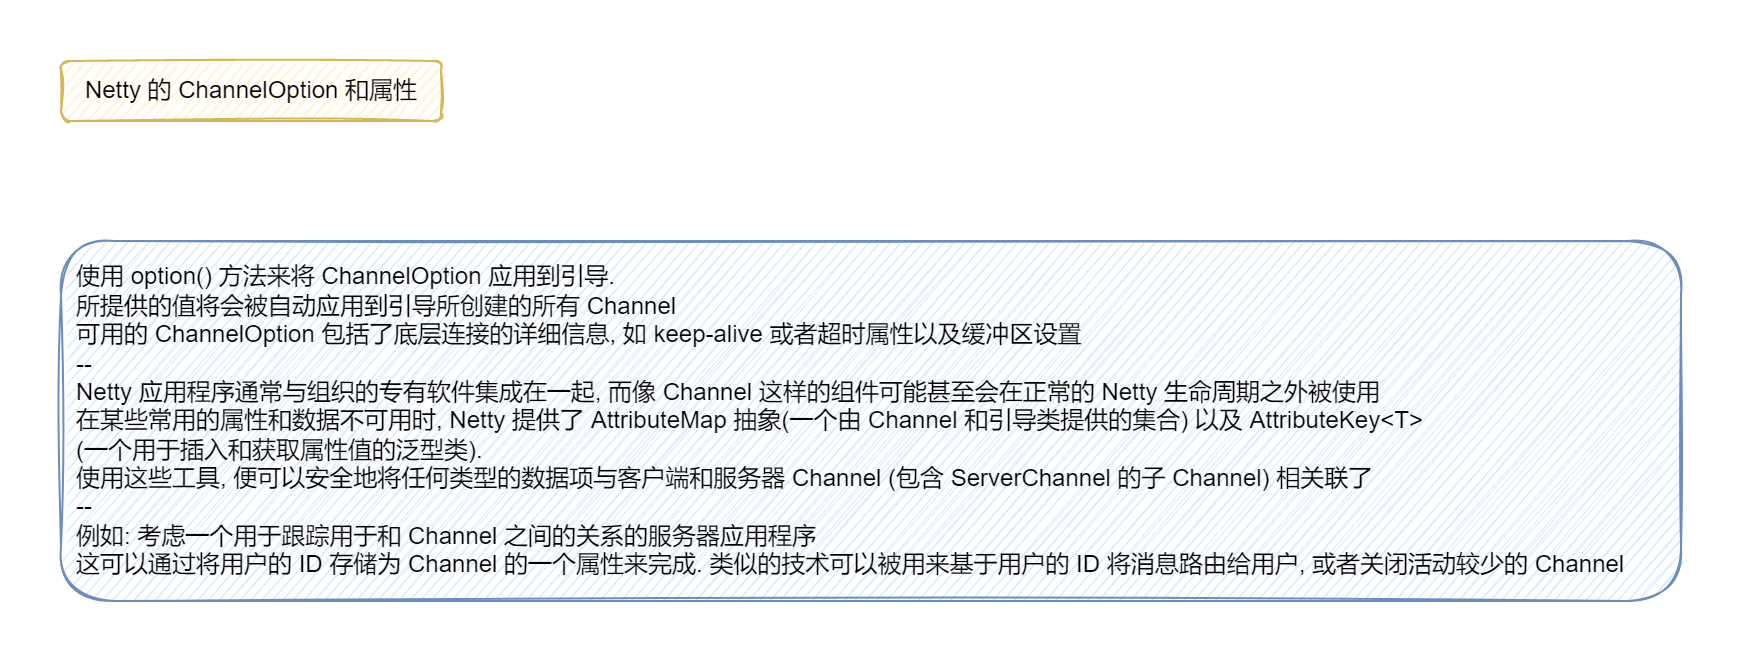 Netty 的 ChannelOption 和属性
使用 option() 方法来将 ChannelOption 应用到引导.
所提供的值将会被自动应用到引导所创建的所有 Channel
可用的 ChannelOption 包括了底层连接的详细信息, 如 keep-alive 或者超时属性以及缓冲区设置
--
Netty 应用程序通常与组织的专有软件集成在一起, 而像 Channel 这样的组件可能甚至会在正常的 Netty 生命周期之外被使用
在某些常用的属性和数据不可用时, Netty 提供了 AttributeMap 抽象(一个由 Channel 和引导类提供的集合) 以及 AttributeKey<T>
(一个用于插入和获取属性值的泛型类).
使用这些工具, 便可以安全地将任何类型的数据项与客户端和服务器 Channel (包含 ServerChannel 的子 Channel) 相关联了
--
例如: 考虑一个用于跟踪用于和 Channel 之间的关系的服务器应用程序
这可以通过将用户的 ID 存储为 Channel 的一个属性来完成. 类似的技术可以被用来基于用户的 ID 将消息路由给用户, 或者关闭活动较少的 Channel